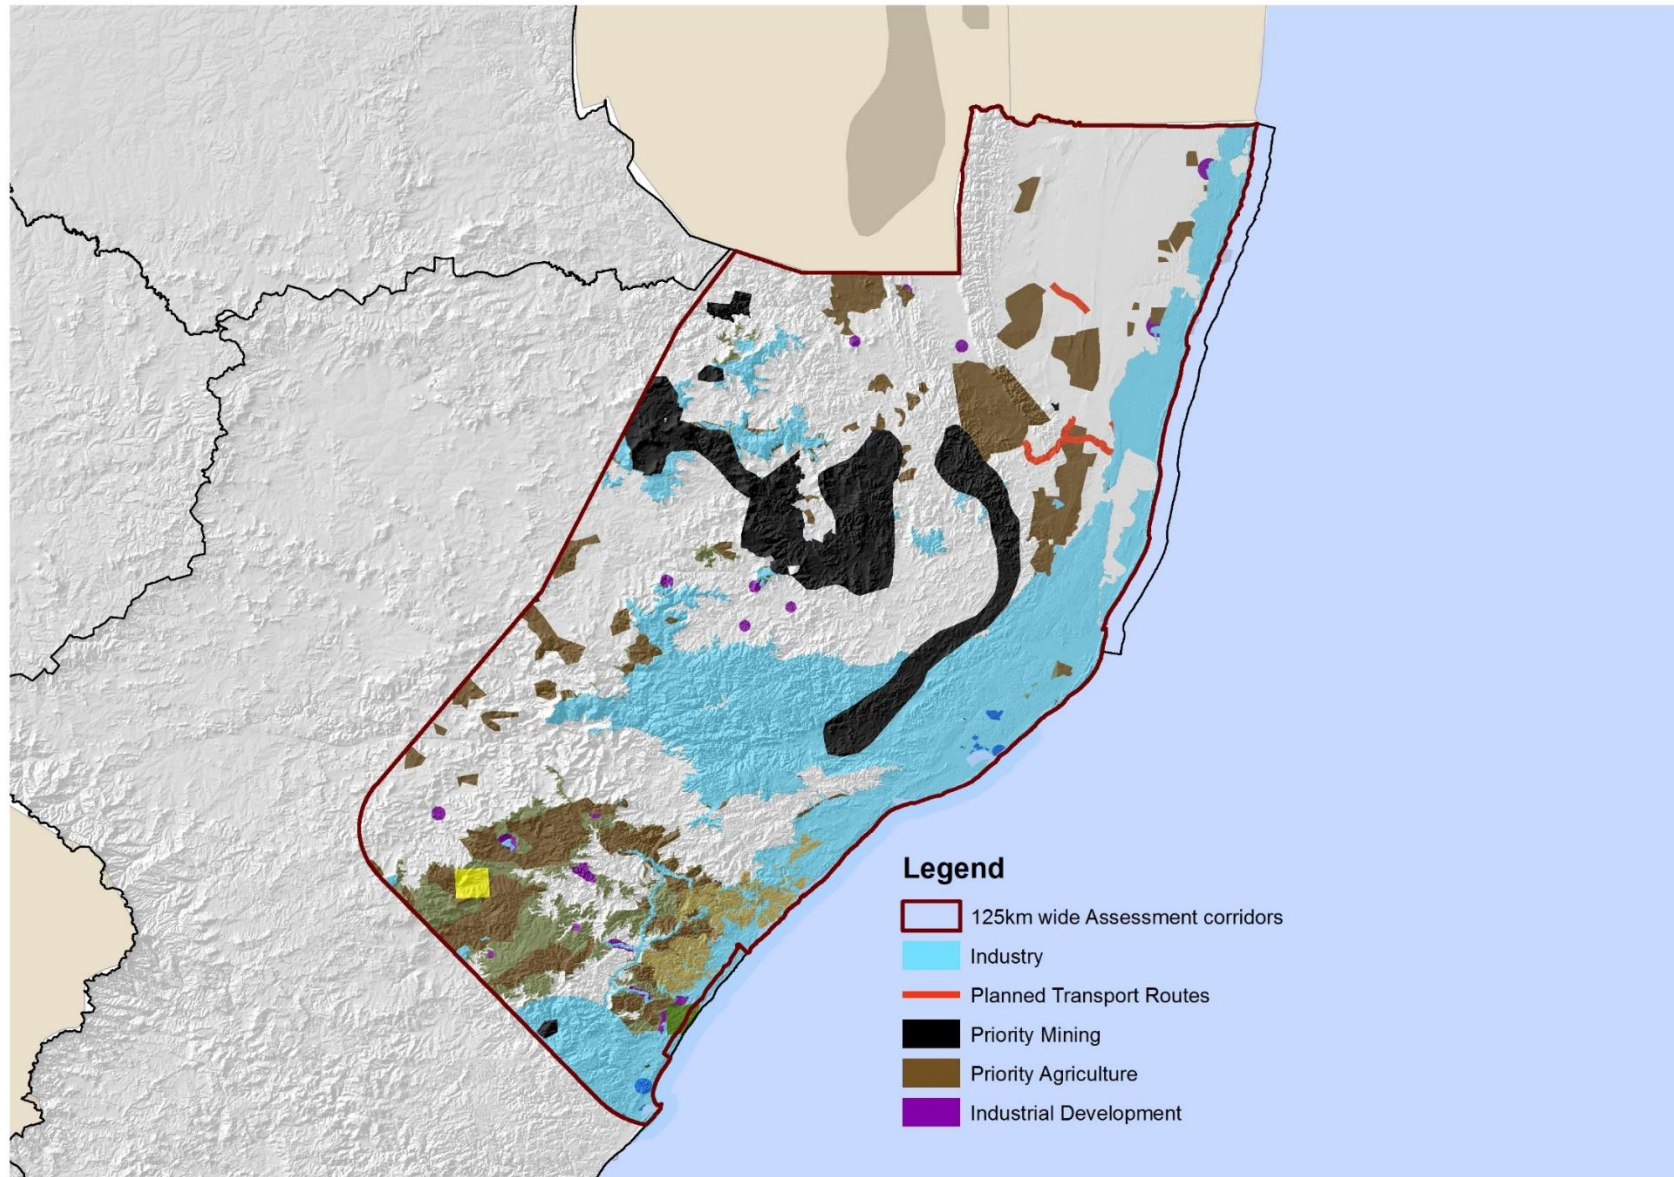 Legend
125km wide Assessment corridors
Industry
Planned Transport Routes
Priority Mining
Priority Agriculture
Industrial Development